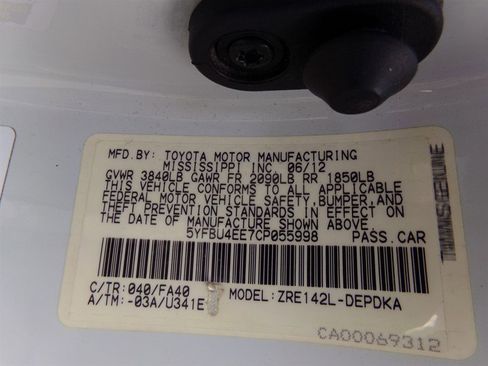 MFD.BY: TOYOTA MOTOR MANUFACTURING
MISSISSIPPI INC 06/12
GVWR 3840LB GAWR FR 2090LB RR 1850LB
THIS VEHICLE CONFORMS TO ALL APPLICABLE
FEDERAL MOTOR VEHICLE SAFETY,BUMPER,AND
THEFT PREVENTION STANDARDS IN EFFECT ON
THE DATE OF MANUFACTURE SHOWN ABOVE.
5YFBU4EE7CP055998 PASS.CAR
C/TR: 040/FA40
A/TM: -03A/U341E MODEL: ZRE142L-DEPDKA
CA00069312